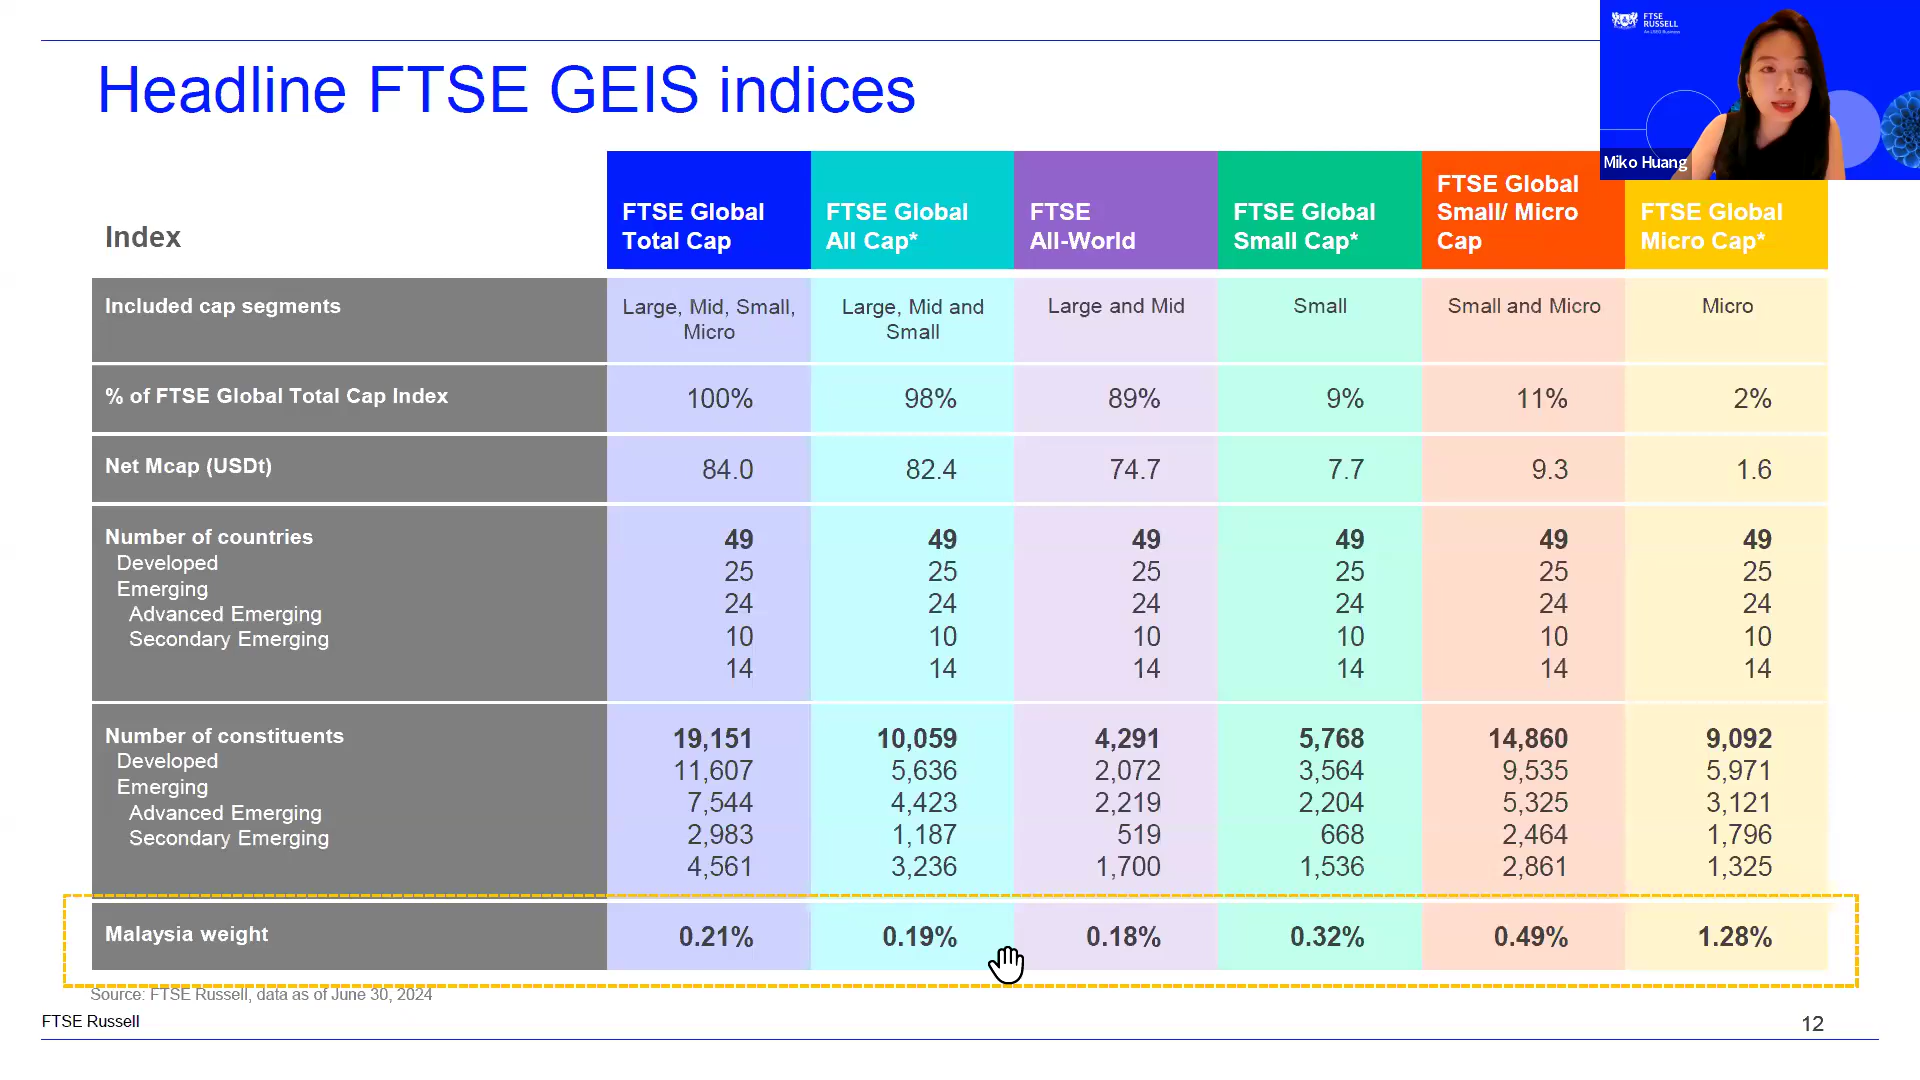 FTSE
RUSSELL
An LSEG Business
Miko Huang
Headline FTSE GEIS indices
Index
FTSE Global
Total Cap
FTSE Global
All Cap*
FTSE
All-World
FTSE Global
Small Cap*
FTSE Global
Small/ Micro
Cap
FTSE Global
Micro Cap*
Included cap segments
Large, Mid, Small,
Micro
Large, Mid and
Small
Large and Mid
Small
Small and Micro
Micro
% of FTSE Global Total Cap Index 100% 98% 89% 9% 11% 2%
Net Mcap (USDt) 84.0 82.4 74.7 7.7 9.3 1.6
Number of countries 49 49 49 49 49 49
Developed 25 25 25 25 25 25
Emerging 24 24 24 24 24 24
Advanced Emerging 10 10 10 10 10 10
Secondary Emerging 14 14 14 14 14 14
Number of constituents 19,151 10,059 4,291 5,768 14,860 9,092
Developed 11,607 5,636 2,072 3,564 9,535 5,971
Emerging 7,544 4,423 2,219 2,204 5,325 3,121
Advanced Emerging 2,983 1,187 519 668 2,464 1,796
Secondary Emerging 4,561 3,236 1,700 1,536 2,861 1,325
Malaysia weight 0.21% 0.19% 0.18% 0.32% 0.49% 1.28%
Source: FTSE Russell, data as of June 30, 2024
FTSE Russell
12